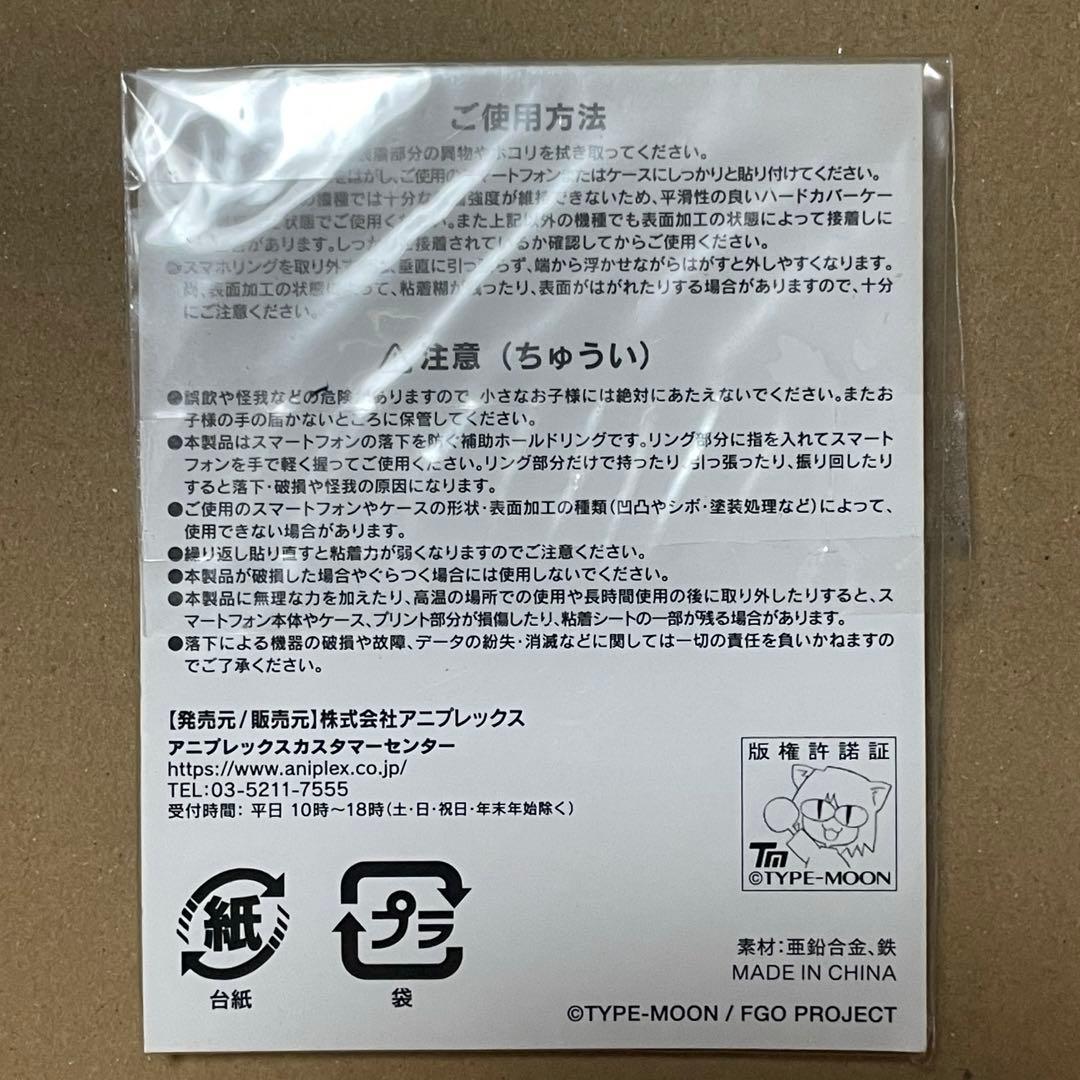 ご使用方法
着部分の異物やホコリを拭き取ってください。
をはがし、ご使用のスマートフォンまたはケースにしっかりと貼り付けてください。
の機種では十分な 着強度が維持できないため、平滑性の良いハードカバーケー
状態でご使用ください。また上記以外の機種でも表面加工の状態によって接着しに
合があります。しっかりと接着されているか確認してからご使用ください。
●スマホリングを取り外す 垂直に引っ張らず、端から浮かせながらはがすと外しやすくなります。
尚、表面加工の状態によって、粘着糊が残ったり、表面がはがれたりする場合がありますので、十分
にご注意ください。
⚠注意（ちゅうい）
●誤飲や怪我などの危険がありますので、小さなお子様には絶対にあたえないでください。またお
子様の手の届かないところに保管してください。
●本製品はスマートフォンの落下を防ぐ補助ホールドリングです。リング部分に指を入れてスマート
フォンを手で軽く握ってご使用ください。リング部分だけで持ったり、引っ張ったり、振り回したり
すると落下・破損や怪我の原因になります。
●ご使用のスマートフォンやケースの形状・表面加工の種類（凹凸やシボ・塗装処理など）によって、
使用できない場合があります。
●繰り返し貼り直すと粘着力が弱くなりますのでご注意ください。
●本製品が破損した場合やぐらつく場合には使用しないでください。
●本製品に無理な力を加えたり、高温の場所での使用や長時間使用の後に取り外したりすると、ス
マートフォン本体やケース、プリント部分が損傷したり、粘着シートの一部が残る場合があります。
●落下による機器の破損や故障、データの紛失・消滅などに関しては一切の責任を負いかねますの
でご了承ください。
【発売元/販売元】株式会社アニプレックス
アニプレックスカスタマーセンター
https://www.aniplex.co.jp/
TEL:03-5211-7555
受付時間: 平日 10時〜18時（土・日・祝日・年末年始除く）
版権許諾証
TM
©TYPE-MOON
紙
台紙
プラ
袋
素材:亜鉛合金、鉄
MADE IN CHINA
©TYPE-MOON / FGO PROJECT